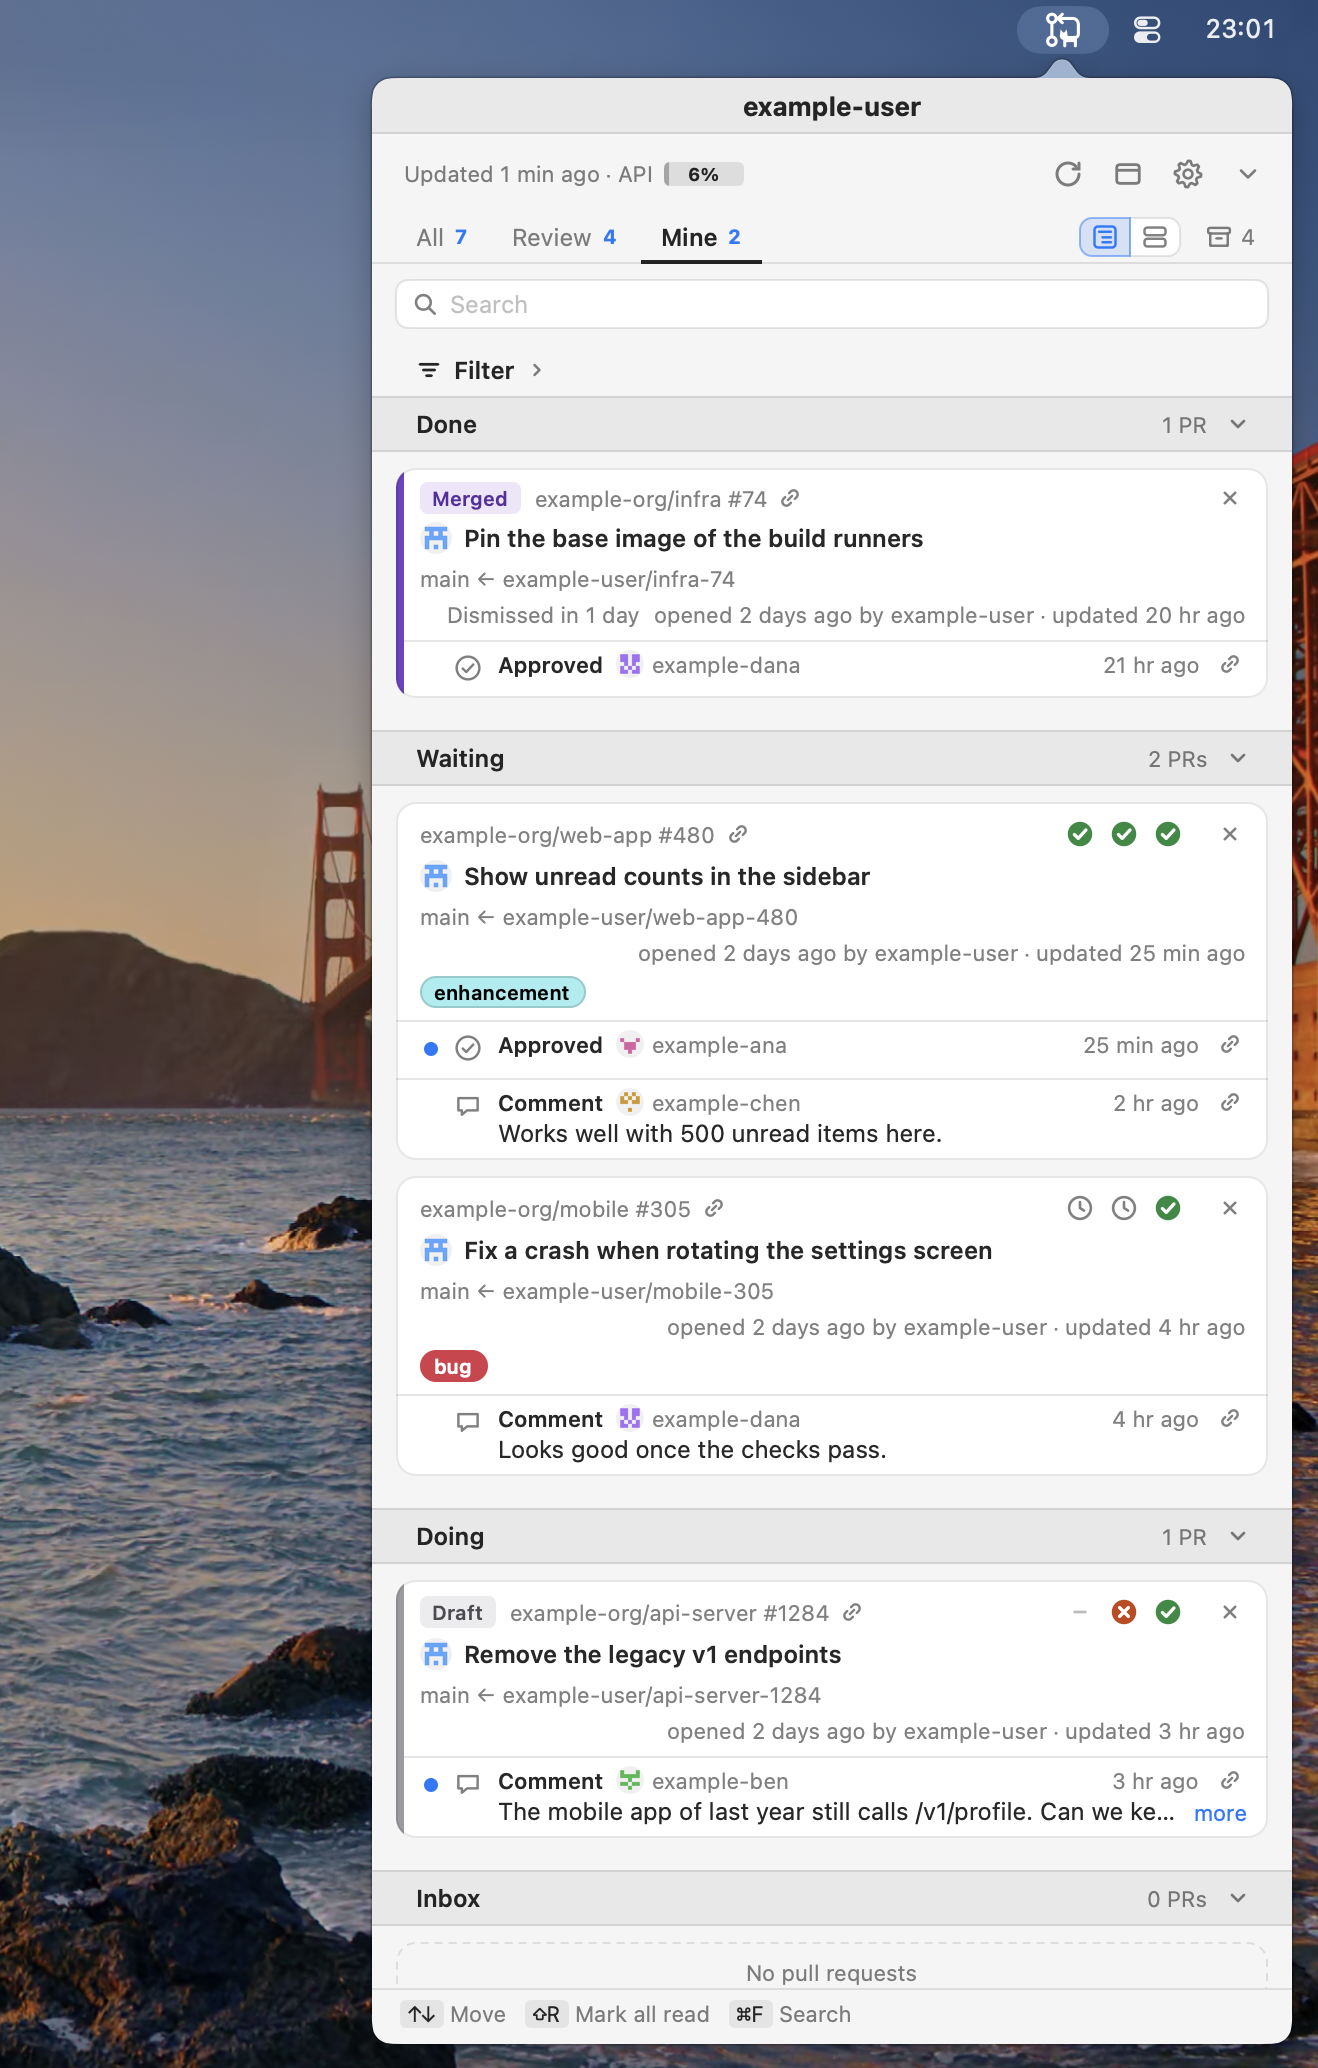 23:01
example-user
Updated 1 min ago · API 6%
All 7 Review 4 Mine 2 4
Search
Filter
Done 1 PR
Merged example-org/infra #74
Pin the base image of the build runners
main ← example-user/infra-74
Dismissed in 1 day opened 2 days ago by example-user · updated 20 hr ago
Approved example-dana 21 hr ago
Waiting 2 PRs
example-org/web-app #480
Show unread counts in the sidebar
main ← example-user/web-app-480
opened 2 days ago by example-user · updated 25 min ago
enhancement
Approved example-ana 25 min ago
Comment example-chen 2 hr ago
Works well with 500 unread items here.
example-org/mobile #305
Fix a crash when rotating the settings screen
main ← example-user/mobile-305
opened 2 days ago by example-user · updated 4 hr ago
bug
Comment example-dana 4 hr ago
Looks good once the checks pass.
Doing 1 PR
Draft example-org/api-server #1284
Remove the legacy v1 endpoints
main ← example-user/api-server-1284
opened 2 days ago by example-user · updated 3 hr ago
Comment example-ben 3 hr ago
The mobile app of last year still calls /v1/profile. Can we ke... more
Inbox 0 PRs
No pull requests
↑↓ Move ⇧R Mark all read ⌘F Search